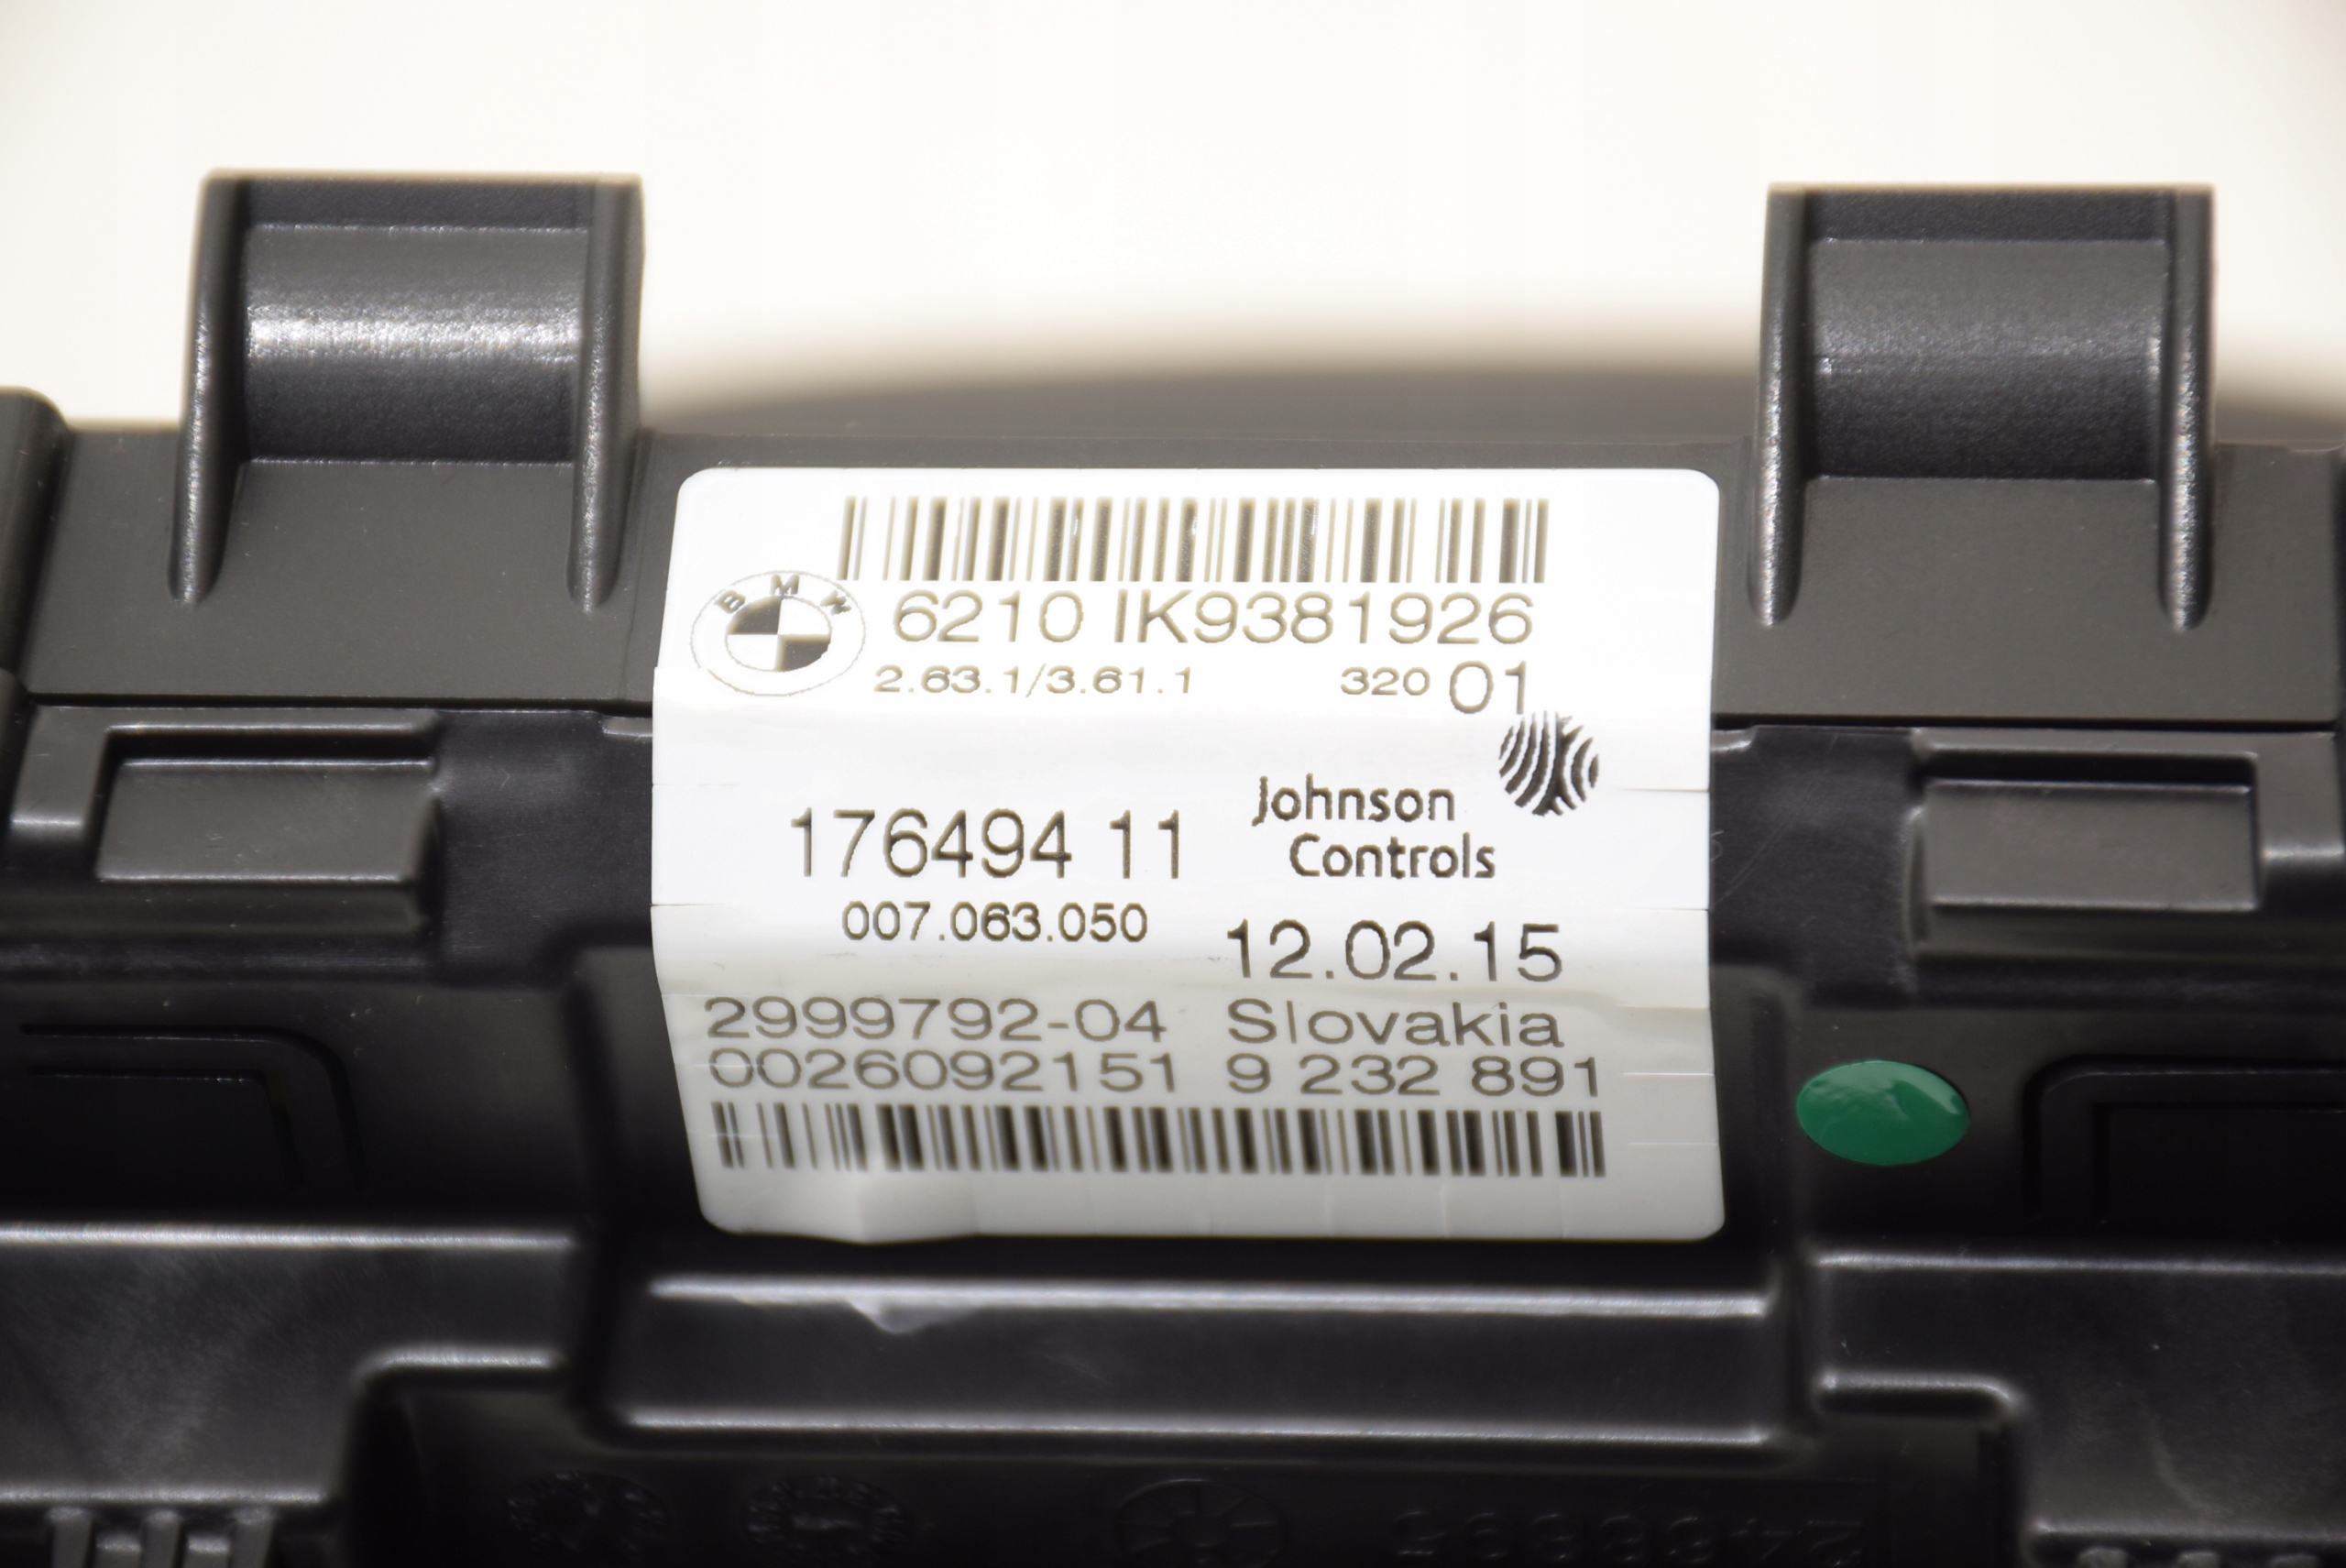 BMW
6210 IK9381926
2.63.1/3.61.1 320 01
Johnson
Controls
176494 11
007.063.050
12.02.15
2999792-04 Slovakia
0026092151 9 232 891